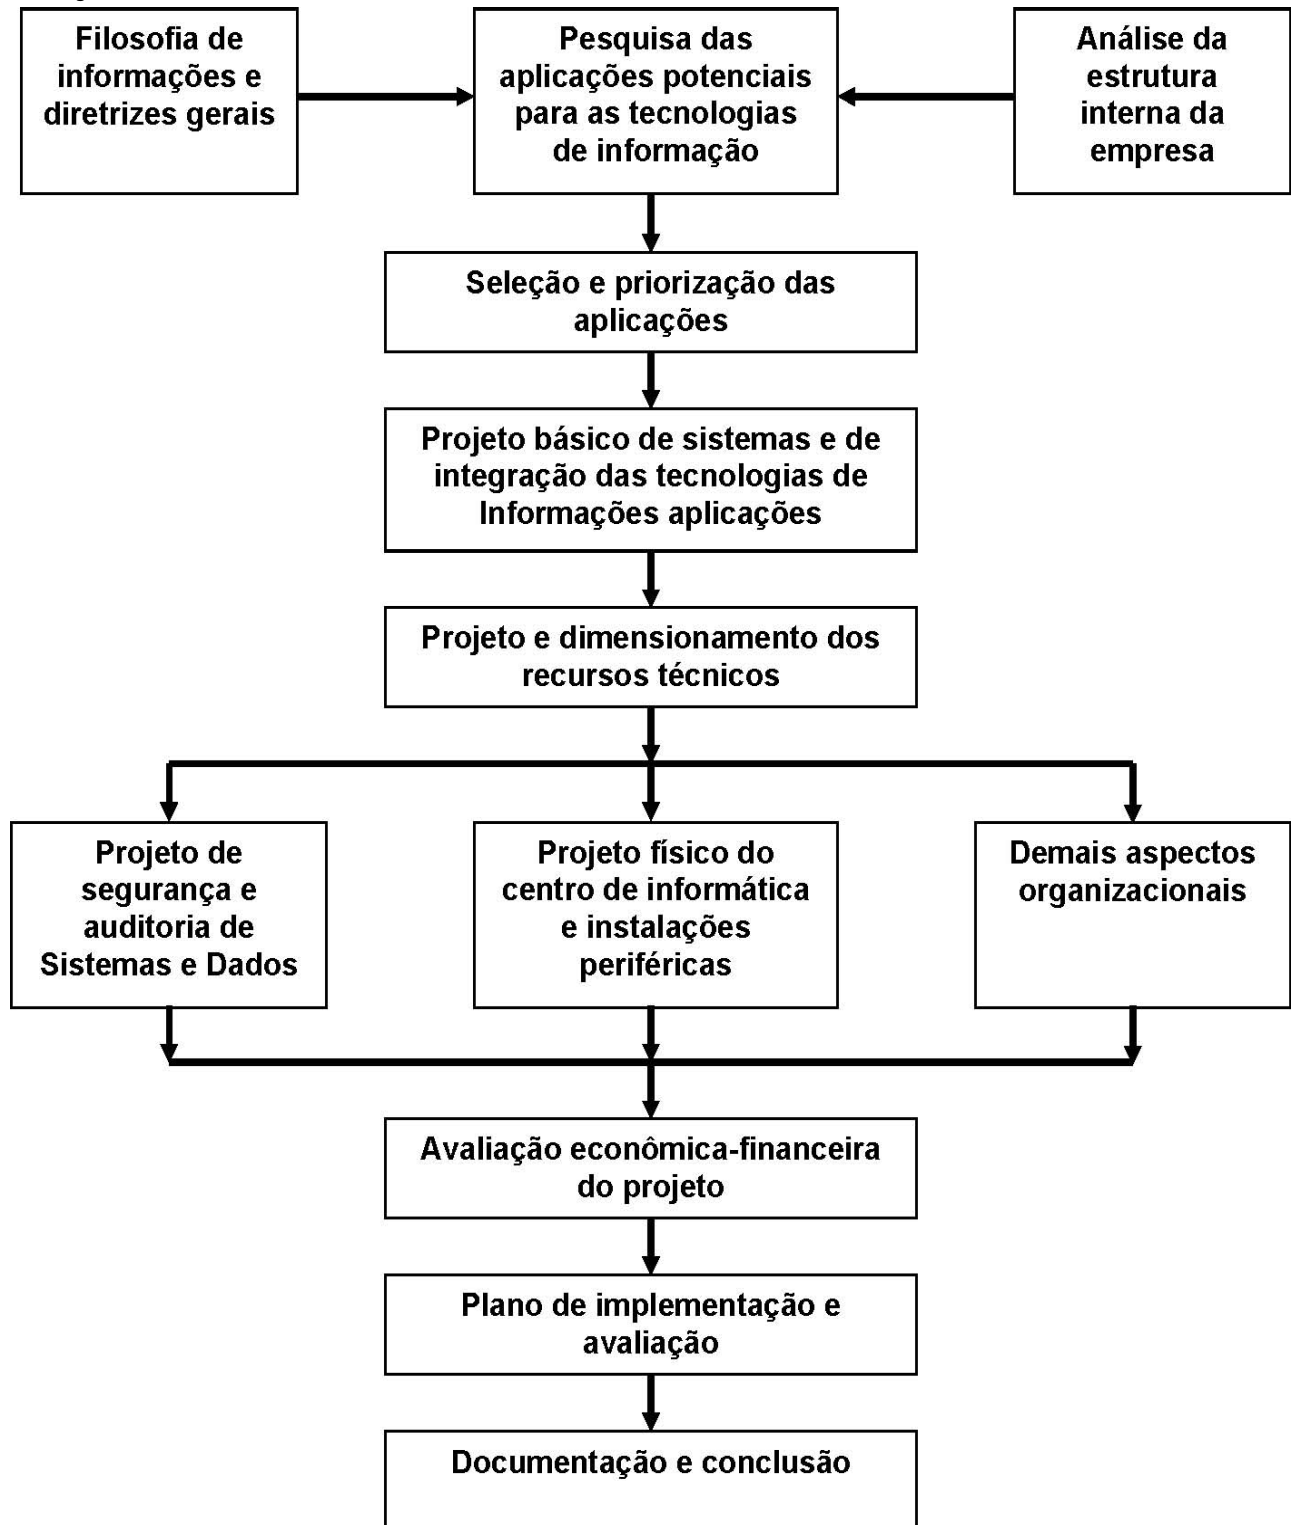 Filosofia de
informações e
diretrizes gerais
Pesquisa das
aplicações potenciais
para as tecnologias
de informação
Análise da
estrutura
interna da
empresa
Seleção e priorização das
aplicações
Projeto básico de sistemas e de
integração das tecnologias de
Informações aplicações
Projeto e dimensionamento dos
recursos técnicos
Projeto de
segurança e
auditoria de
Sistemas e Dados
Projeto físico do
centro de informática
e instalações
periféricas
Demais aspectos
organizacionais
Avaliação econômica-financeira
do projeto
Plano de implementação e
avaliação
Documentação e conclusão